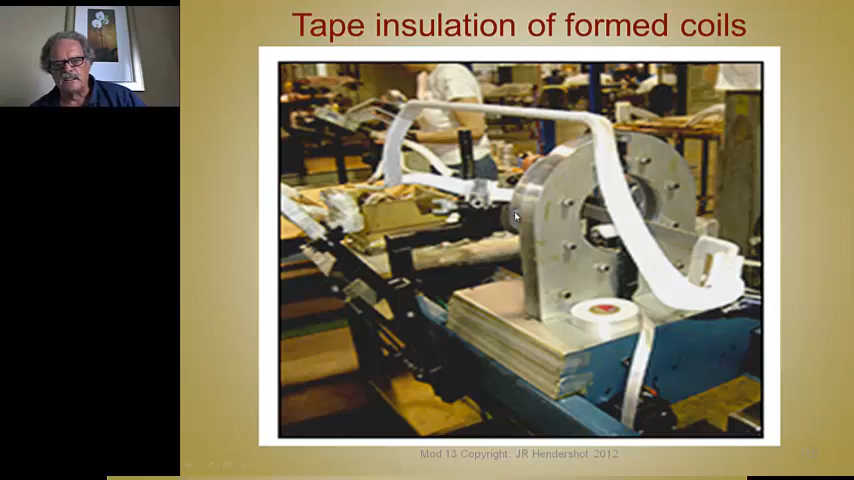 Tape insulation of formed coils
Mod 13 Copyright: JR Hendershot 2012